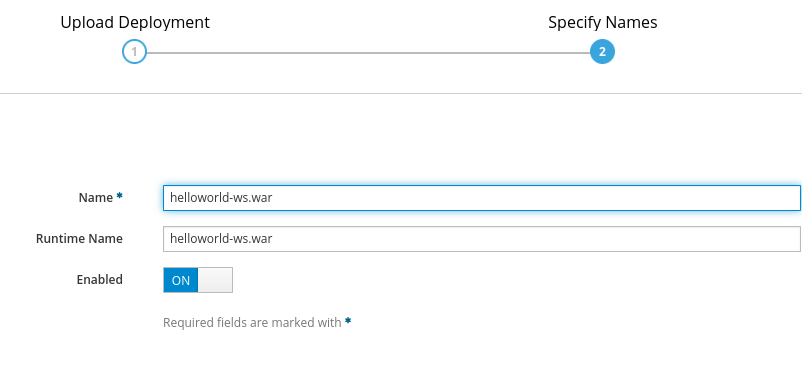 Upload Deployment
Specify Names
1
2
Name *
helloworld-ws.war
Runtime Name
helloworld-ws.war
Enabled
ON
Required fields are marked with *